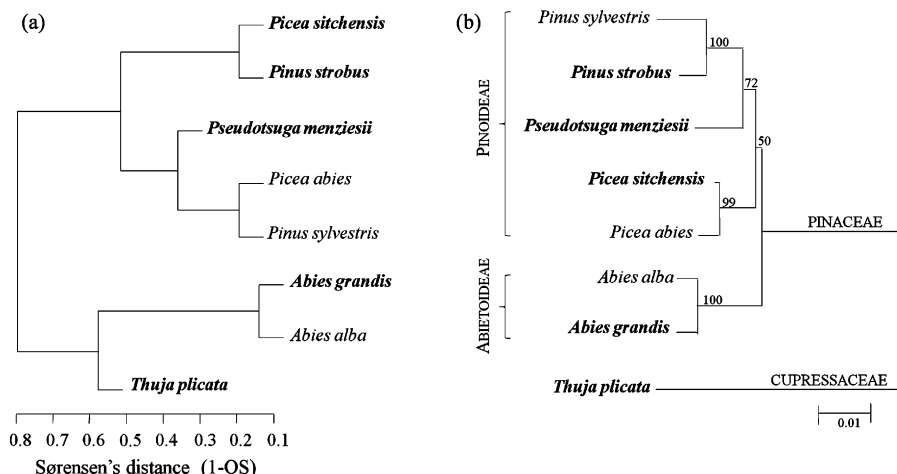 (a)
Picea sitchensis
Pinus strobus
Pseudotsuga menziesii
Picea abies
Pinus sylvestris
Abies grandis
Abies alba
Thuja plicata
0.8 0.7 0.6 0.5 0.4 0.3 0.2 0.1
Sørensen's distance (1-OS)
(b)
PINOIDEAE
ABIETOIDEAE
Pinus sylvestris
100
Pinus strobus
72
Pseudotsuga menziesii
50
Picea sitchensis
99
Picea abies
PINACEAE
Abies alba
100
Abies grandis
Thuja plicata
CUPRESSACEAE
0.01